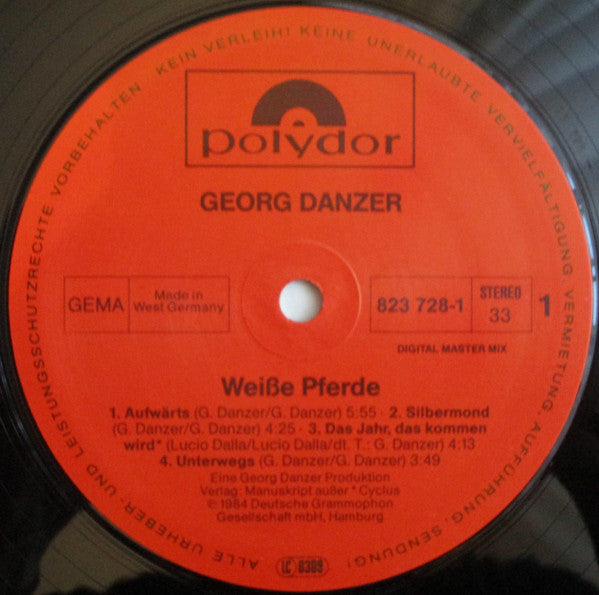 ALLE URHEBER- UND LEISTUNGSSCHUTZRECHTE VORBEHALTEN KEIN VERLEIH! KEINE UNERLAUBTE VERVIELFÄLTIGUNG, VERMIETUNG, AUFFÜHRUNG, SENDUNG!
polydor
GEORG DANZER
GEMA
Made in
West Germany
823 728-1
STEREO
33
1
DIGITAL MASTER MIX
Weiße Pferde
1. Aufwärts (G. Danzer/G. Danzer) 5:55 · 2. Silbermond
(G. Danzer/G. Danzer) 4:25 · 3. Das Jahr, das kommen
wird* (Lucio Dalla/Lucio Dalla/dt. T.: G. Danzer) 4:13
4. Unterwegs (G. Danzer/G. Danzer) 3:49
Eine Georg Danzer Produktion
Verlag: Manuskript außer * Cyclus
℗ 1984 Deutsche Grammophon
Gesellschaft mbH, Hamburg
LC 0309